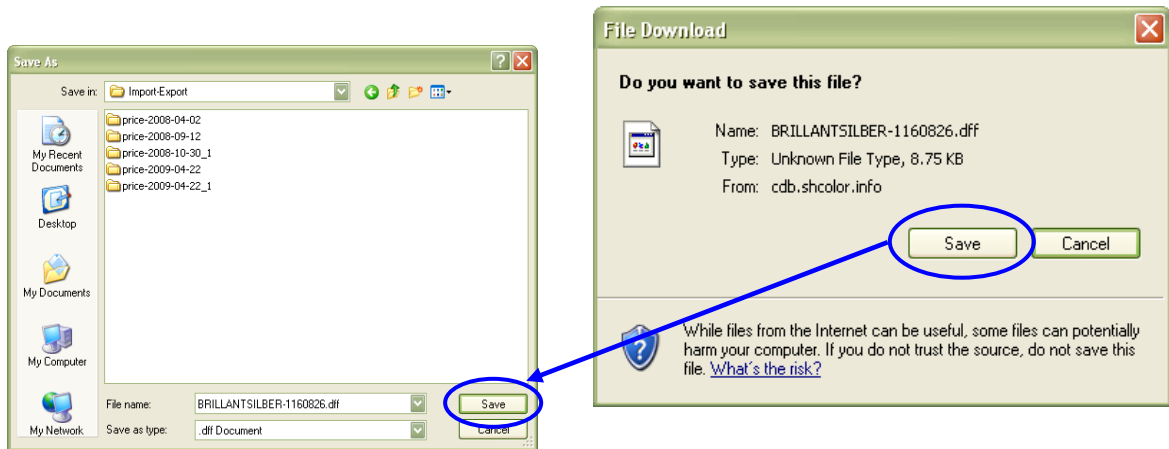 Save As
Save in:
Import-Export
My Recent
Documents
Desktop
My Documents
My Computer
My Network
price-2008-04-02
price-2008-09-12
price-2008-10-30_1
price-2009-04-22
price-2009-04-22_1
File name:
BRILLANTSILBER-1160826.dff
Save
Save as type:
.dff Document
Cancel
File Download
Do you want to save this file?
Name: BRILLANTSILBER-1160826.dff
Type: Unknown File Type, 8.75 KB
From: cdb.shcolor.info
Save
Cancel
While files from the Internet can be useful, some files can potentially
harm your computer. If you do not trust the source, do not save this
file. What´s the risk?